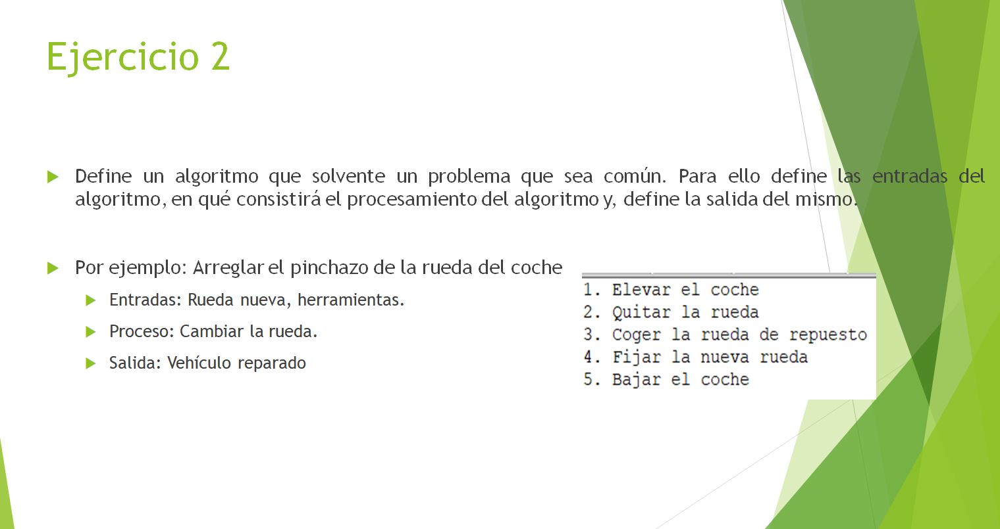 Ejercicio 2
Define un algoritmo que solvente un problema que sea común. Para ello define las entradas del
algoritmo, en qué consistirá el procesamiento del algoritmo y, define la salida del mismo.
Por ejemplo: Arreglar el pinchazo de la rueda del coche
Entradas: Rueda nueva, herramientas.
Proceso: Cambiar la rueda.
Salida: Vehículo reparado
1. Elevar el coche
2. Quitar la rueda
3. Coger la rueda de repuesto
4. Fijar la nueva rueda
5. Bajar el coche